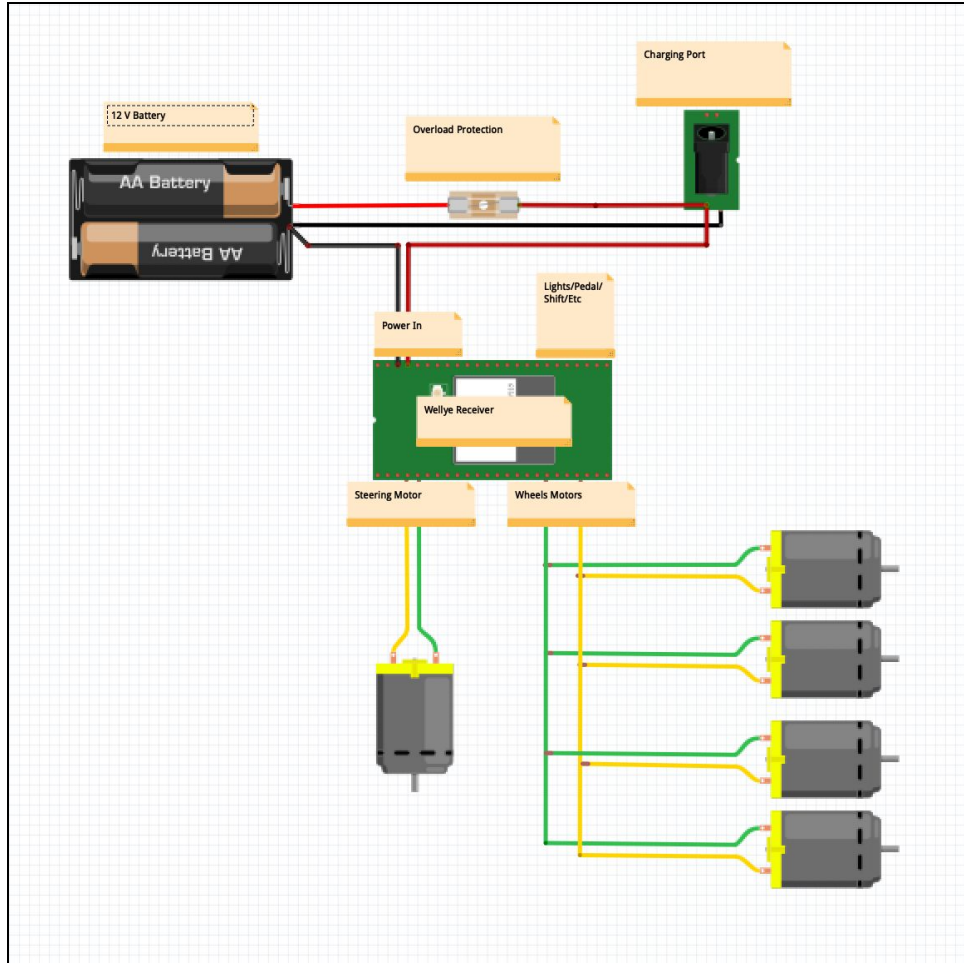 Charging Port
12 V Battery
Overload Protection
AA Battery
AA Battery
Lights/Pedal/
Shift/Etc
Power In
Wellye Receiver
Steering Motor
Wheels Motors